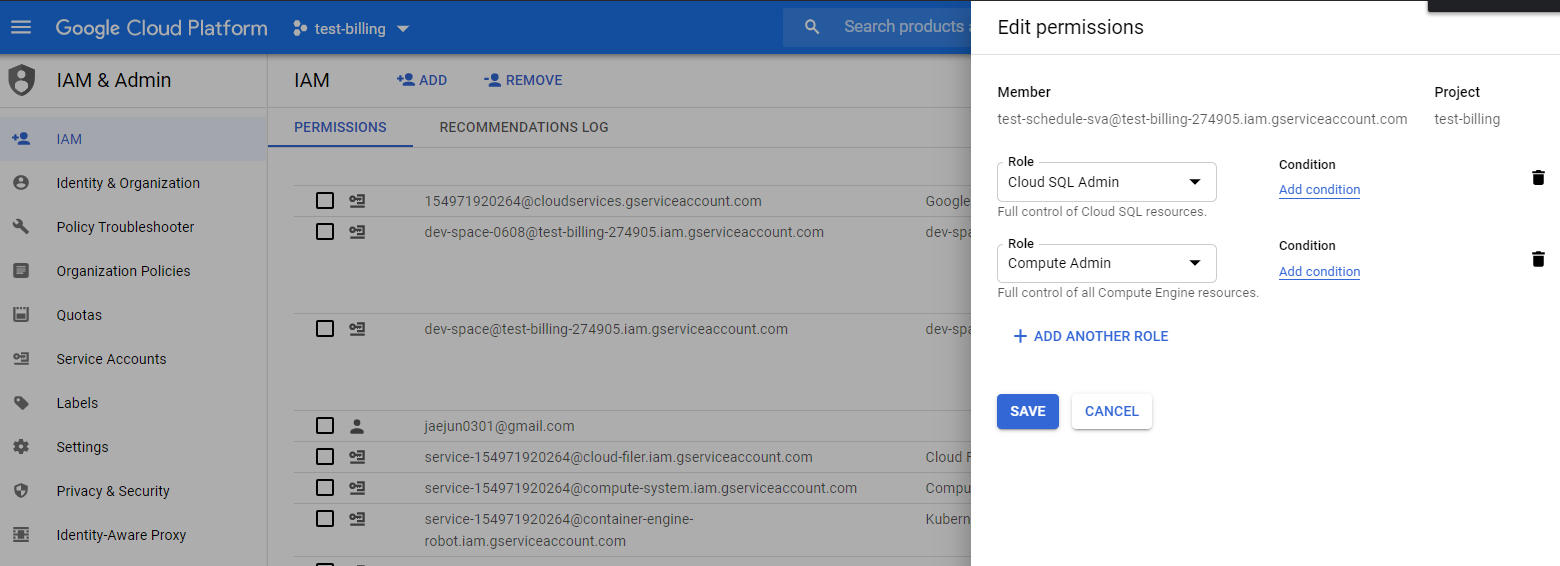 Google Cloud Platform
test-billing
Search products a
IAM & Admin
IAM
Identity & Organization
Policy Troubleshooter
Organization Policies
Quotas
Service Accounts
Labels
Settings
Privacy & Security
Identity-Aware Proxy
IAM
ADD
REMOVE
PERMISSIONS
RECOMMENDATIONS LOG
154971920264@cloudservices.gserviceaccount.com
Google
dev-space-0608@test-billing-274905.iam.gserviceaccount.com
dev-spa
dev-space@test-billing-274905.iam.gserviceaccount.com
dev-spa
jaejun0301@gmail.com
service-154971920264@cloud-filer.iam.gserviceaccount.com
Cloud F
service-154971920264@compute-system.iam.gserviceaccount.com
Compu
service-154971920264@container-engine-
robot.iam.gserviceaccount.com
Kubern
Edit permissions
Member
Project
test-schedule-sva@test-billing-274905.iam.gserviceaccount.com
test-billing
Role
Cloud SQL Admin
Full control of Cloud SQL resources.
Condition
Add condition
Role
Compute Admin
Full control of all Compute Engine resources.
Condition
Add condition
ADD ANOTHER ROLE
SAVE
CANCEL